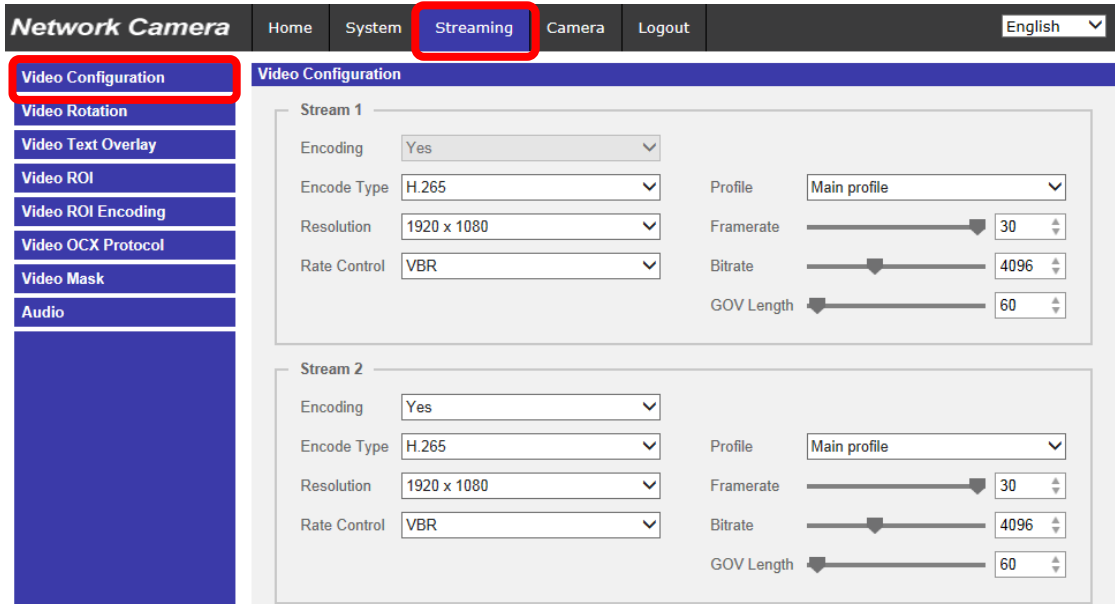 Network Camera Home System Streaming Camera Logout English
Video Configuration
Video Rotation
Video Text Overlay
Video ROI
Video ROI Encoding
Video OCX Protocol
Video Mask
Audio
Video Configuration
Stream 1
Encoding Yes
Encode Type H.265 Profile Main profile
Resolution 1920 x 1080 Framerate 30
Rate Control VBR Bitrate 4096
GOV Length 60
Stream 2
Encoding Yes
Encode Type H.265 Profile Main profile
Resolution 1920 x 1080 Framerate 30
Rate Control VBR Bitrate 4096
GOV Length 60